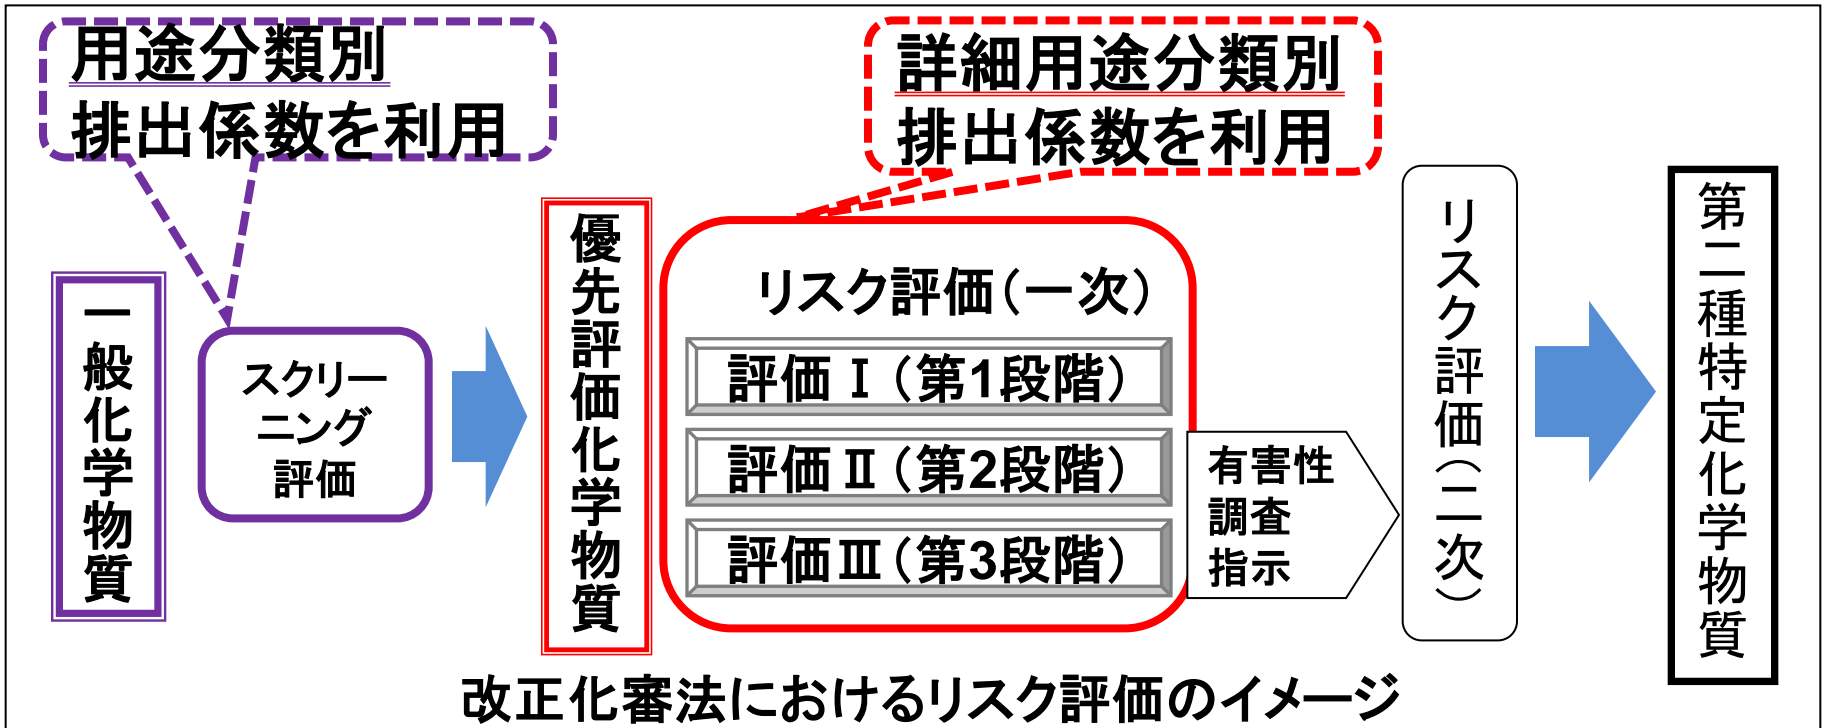 用途分類別
排出係数を利用
詳細用途分類別
排出係数を利用
一般化学物質
スクリー
ニング
評価
優先評価化学物質
リスク評価（一次）
評価Ⅰ（第1段階）
評価Ⅱ（第2段階）
評価Ⅲ（第3段階）
有害性
調査
指示
リスク評価（二次）
第二種特定化学物質
改正化審法におけるリスク評価のイメージ